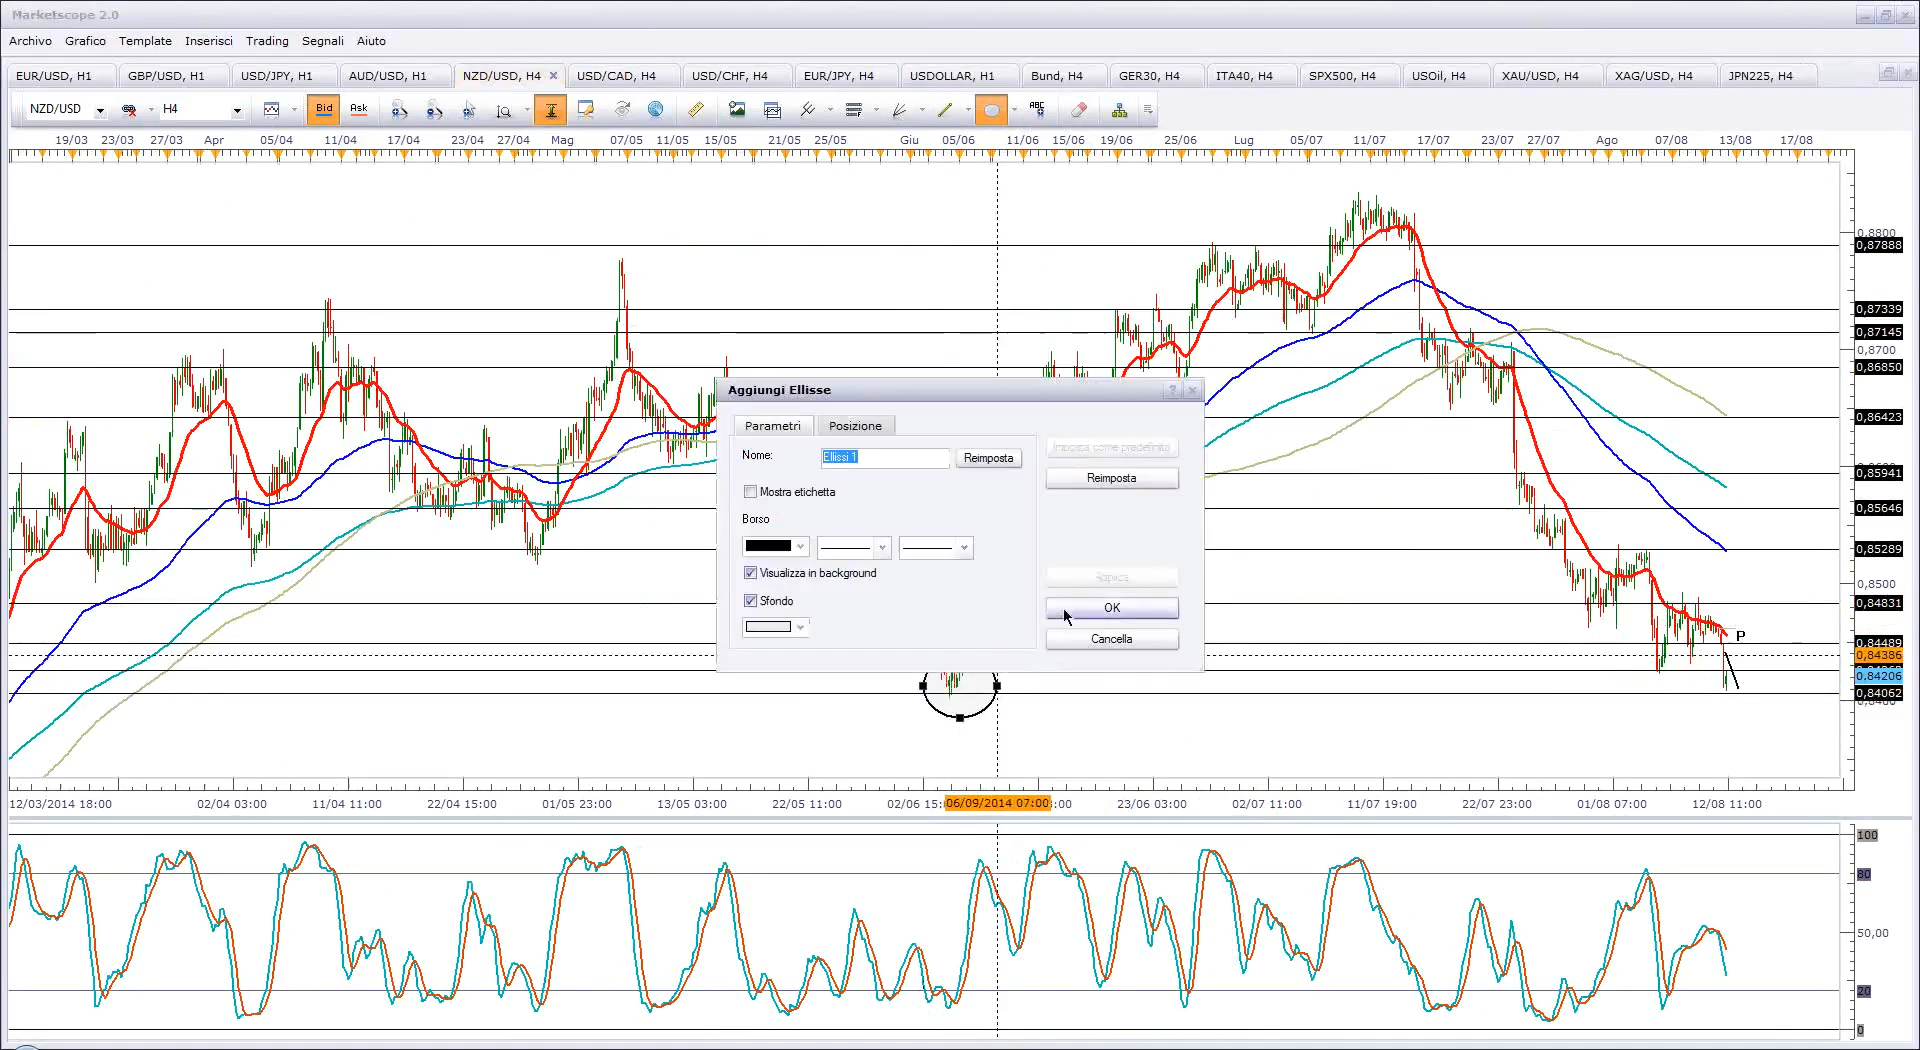 Marketscope 2.0
Archivo Grafico Template Inserisci Trading Segnali Aiuto
EUR/USD, H1 GBP/USD, H1 USD/JPY, H1 AUD/USD, H1 NZD/USD, H4 USD/CAD, H4 USD/CHF, H4 EUR/JPY, H4 USDOLLAR, H1 Bund, H4 GER30, H4 ITA40, H4 SPX500, H4 USOil, H4 XAU/USD, H4 XAG/USD, H4 JPN225, H4
NZD/USD H4 Bid Ask ABC
19/03 23/03 27/03 Apr 05/04 11/04 17/04 23/04 27/04 Mag 07/05 11/05 15/05 21/05 25/05 Giu 05/06 11/06 15/06 19/06 25/06 Lug 05/07 11/07 17/07 23/07 27/07 Ago 07/08 13/08 17/08
0,8800
0,87888
0,87339
0,87145
0,8700
0,86850
0,86423
0,85941
0,85646
0,85289
0,8500
0,84831
0,84489
0,84386
0,84206
0,84062
P
Aggiungi Ellisse
Parametri Posizione
Nome: Ellissi 1 Reimposta
Imposta come predefinito
Reimposta
Mostra etichetta
Borso
Visualizza in background
Sfondo
OK
Cancella
12/03/2014 18:00 02/04 03:00 11/04 11:00 22/04 15:00 01/05 23:00 13/05 03:00 22/05 11:00 02/06 15: 06/09/2014 07:00 :00 23/06 03:00 02/07 11:00 11/07 19:00 22/07 23:00 01/08 07:00 12/08 11:00
100
80
50,00
20
0